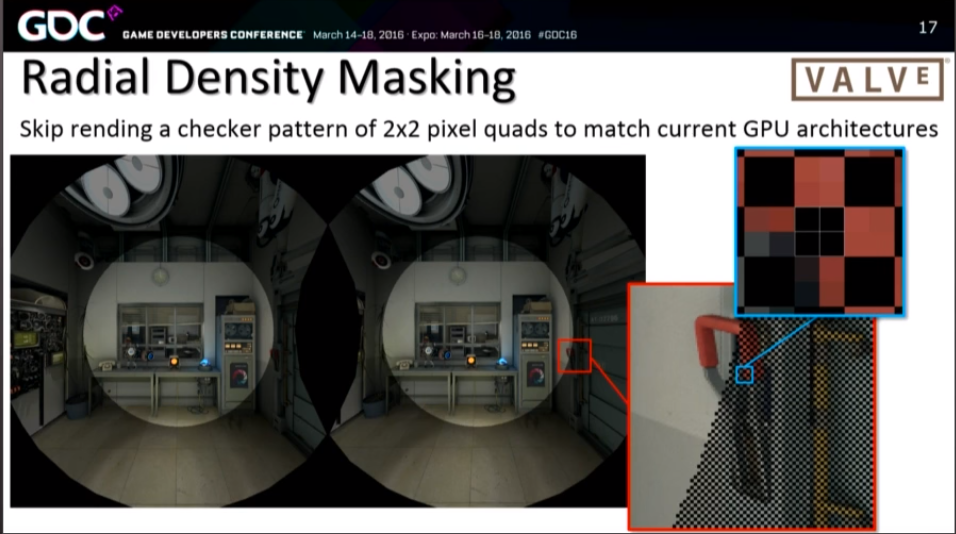 GDC GAME DEVELOPERS CONFERENCE March 14–18, 2016 · Expo: March 16–18, 2016 #GDC16 17
Radial Density Masking
VALVE
Skip rending a checker pattern of 2x2 pixel quads to match current GPU architectures